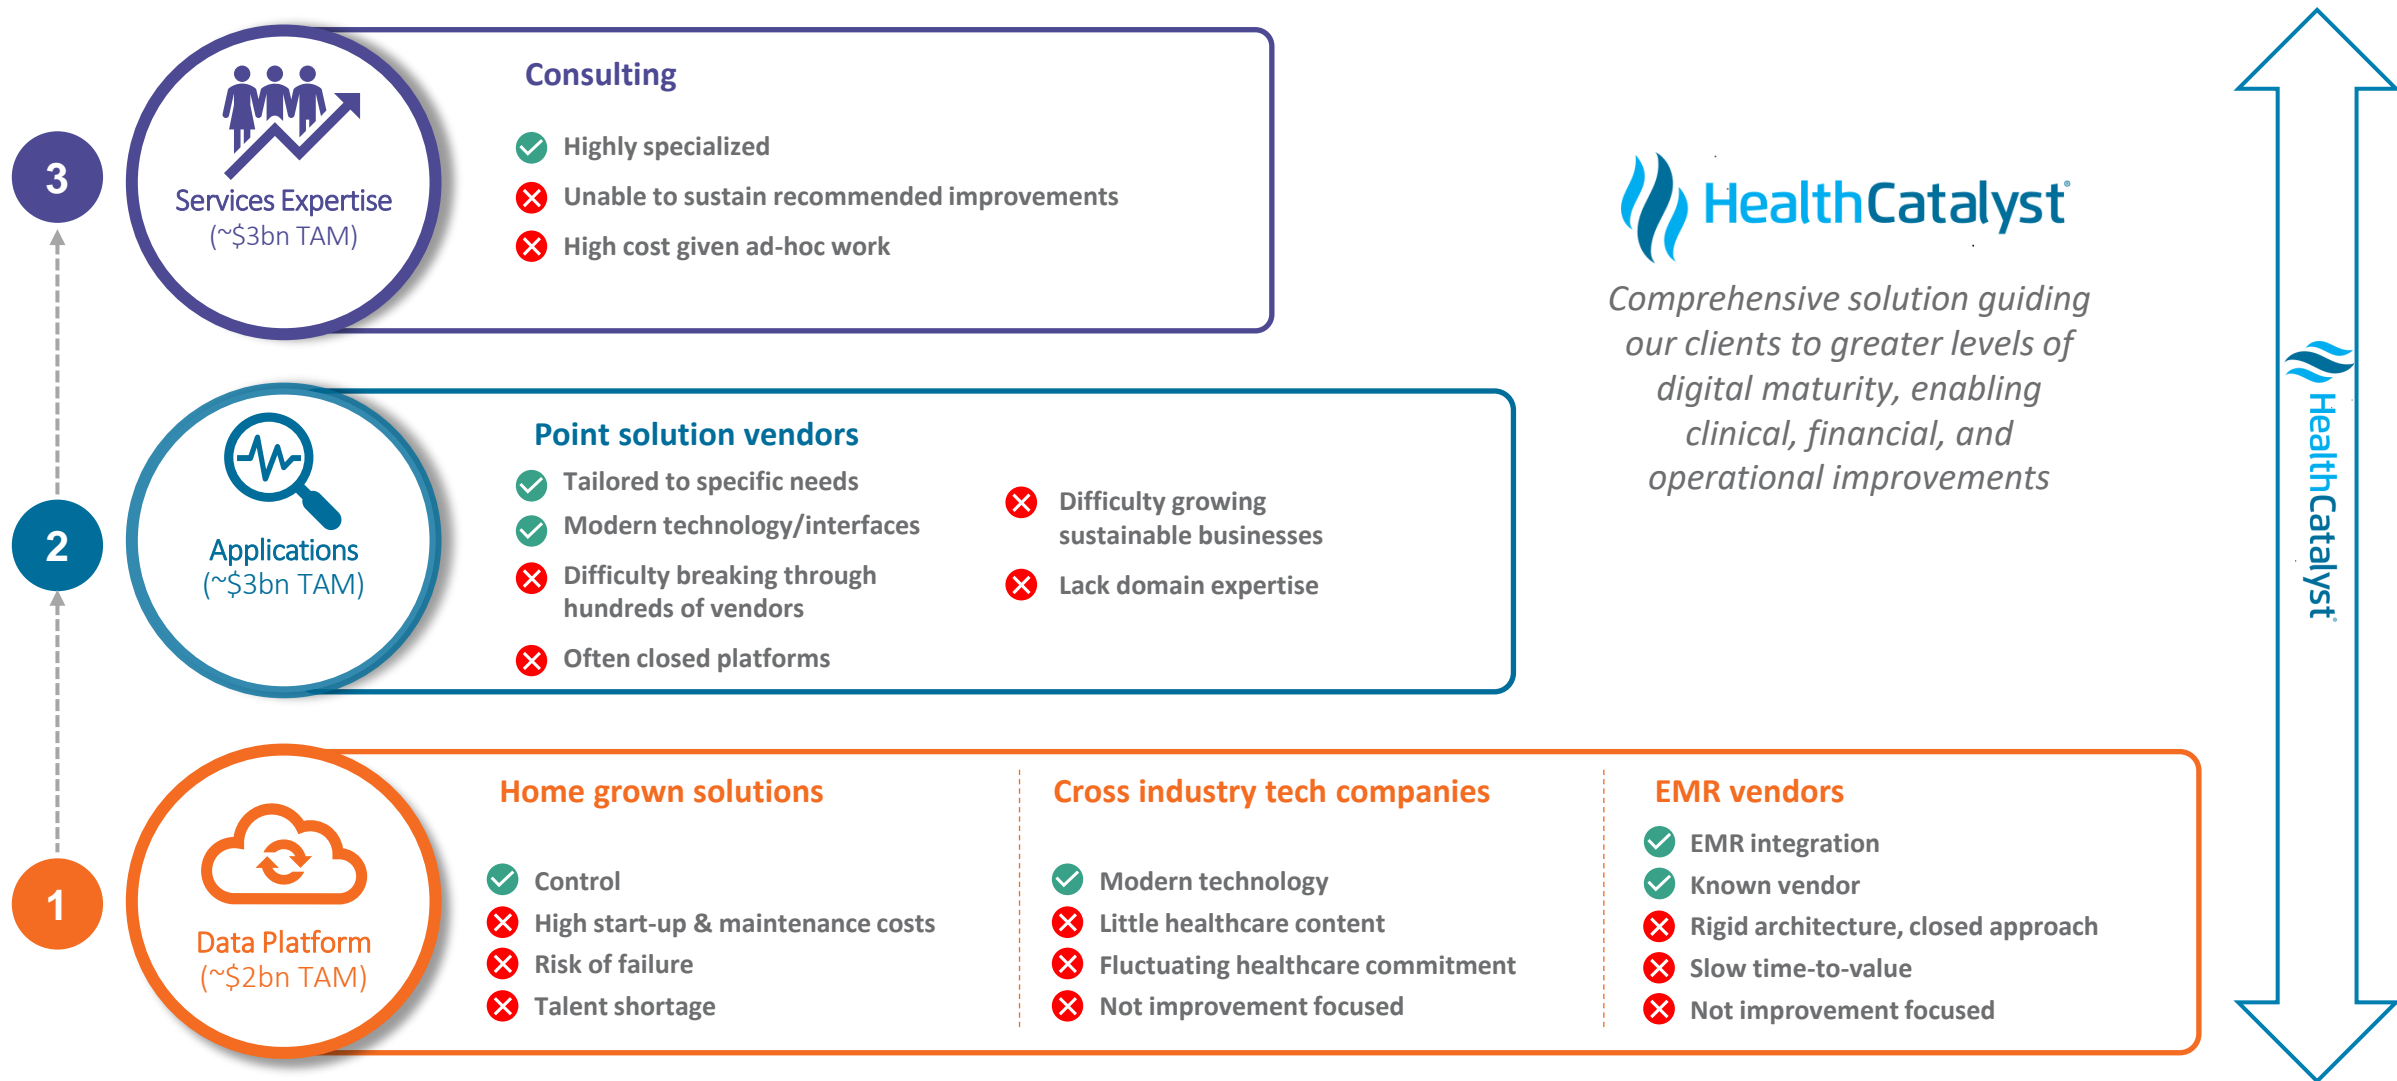 3
Services Expertise
(~$3bn TAM)
Consulting
Highly specialized
Unable to sustain recommended improvements
High cost given ad-hoc work
HealthCatalyst
Comprehensive solution guiding
our clients to greater levels of
digital maturity, enabling
clinical, financial, and
operational improvements
2
Applications
(~$3bn TAM)
Point solution vendors
Tailored to specific needs
Modern technology/interfaces
Difficulty breaking through
hundreds of vendors
Often closed platforms
Difficulty growing
sustainable businesses
Lack domain expertise
1
Data Platform
(~$2bn TAM)
Home grown solutions
Control
High start-up & maintenance costs
Risk of failure
Talent shortage
Cross industry tech companies
Modern technology
Little healthcare content
Fluctuating healthcare commitment
Not improvement focused
EMR vendors
EMR integration
Known vendor
Rigid architecture, closed approach
Slow time-to-value
Not improvement focused
HealthCatalyst